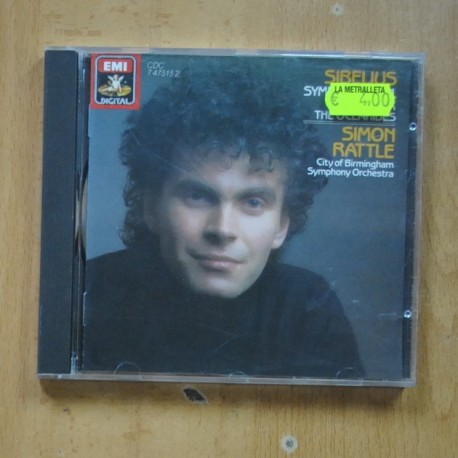 EMI
DIGITAL
CDC
7 47515 2
SIBELIUS
LA METRALLETA
€ 4,00
THE OCEANIDES
SIMON
RATTLE
City of Birmingham
Symphony Orchestra